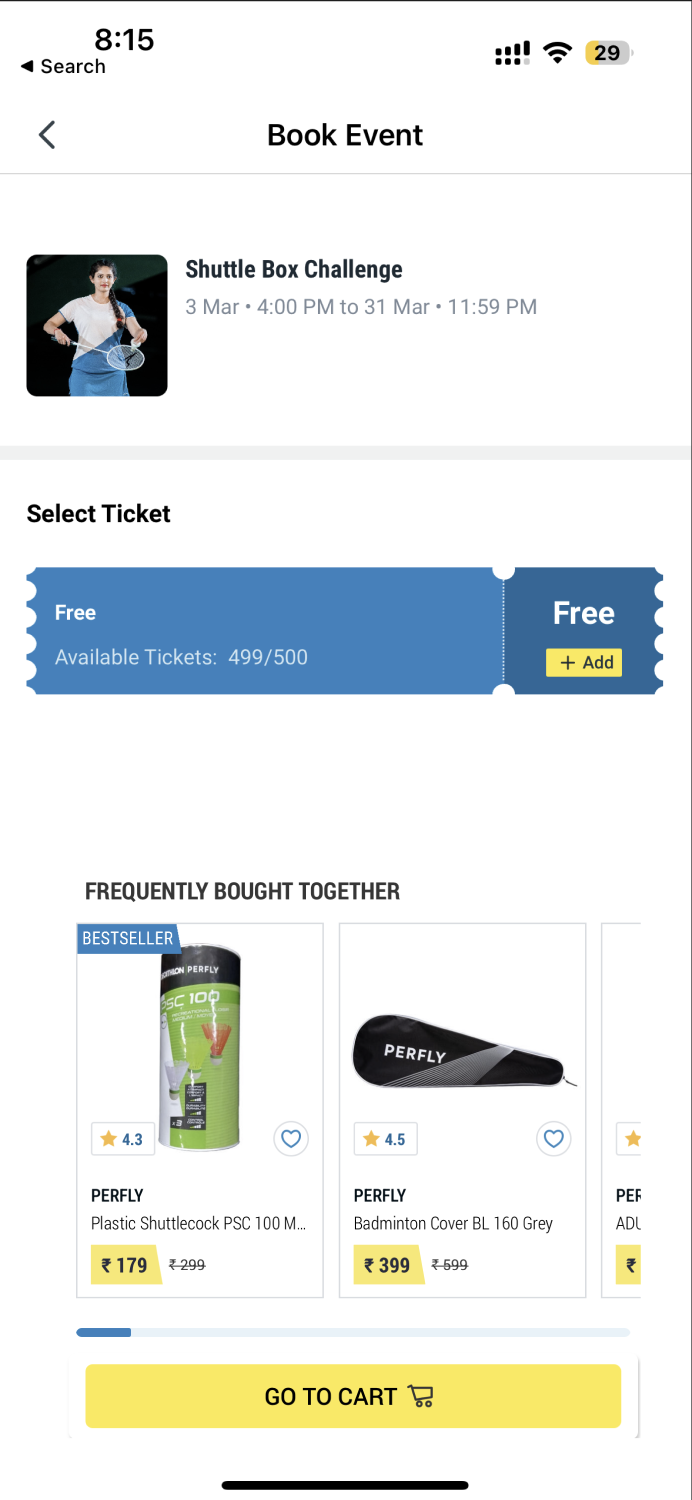 8:15
29
◀ Search
Book Event
Shuttle Box Challenge
3 Mar • 4:00 PM to 31 Mar • 11:59 PM
Select Ticket
Free
Available Tickets: 499/500
Free
+ Add
FREQUENTLY BOUGHT TOGETHER
BESTSELLER
PERFLY
PSC 100
4.3
PERFLY
Plastic Shuttlecock PSC 100 M...
₹ 179 ₹ 299
PERFLY
4.5
PERFLY
Badminton Cover BL 160 Grey
₹ 399 ₹ 599
₹
GO TO CART